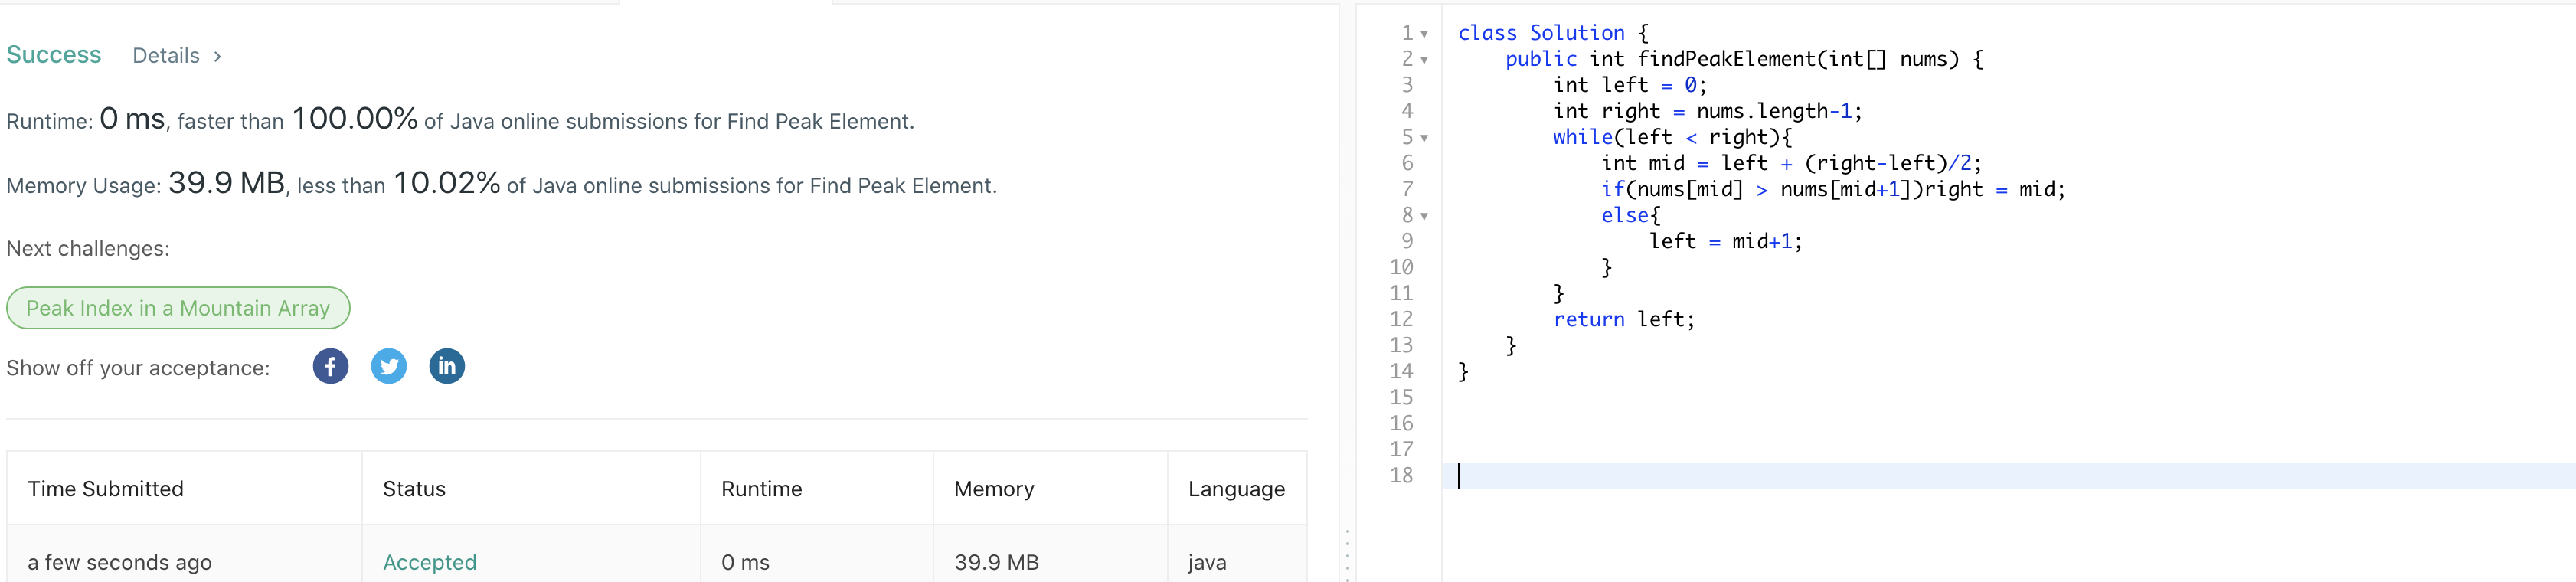 Success Details >
Runtime: 0 ms, faster than 100.00% of Java online submissions for Find Peak Element.
Memory Usage: 39.9 MB, less than 10.02% of Java online submissions for Find Peak Element.
Next challenges:
Peak Index in a Mountain Array
Show off your acceptance: f in
Time Submitted Status Runtime Memory Language
a few seconds ago Accepted 0 ms 39.9 MB java
1 class Solution {
2     public int findPeakElement(int[] nums) {
3         int left = 0;
4         int right = nums.length-1;
5         while(left < right){
6             int mid = left + (right-left)/2;
7             if(nums[mid] > nums[mid+1])right = mid;
8             else{
9                 left = mid+1;
10             }
11         }
12         return left;
13     }
14 }
15
16
17
18